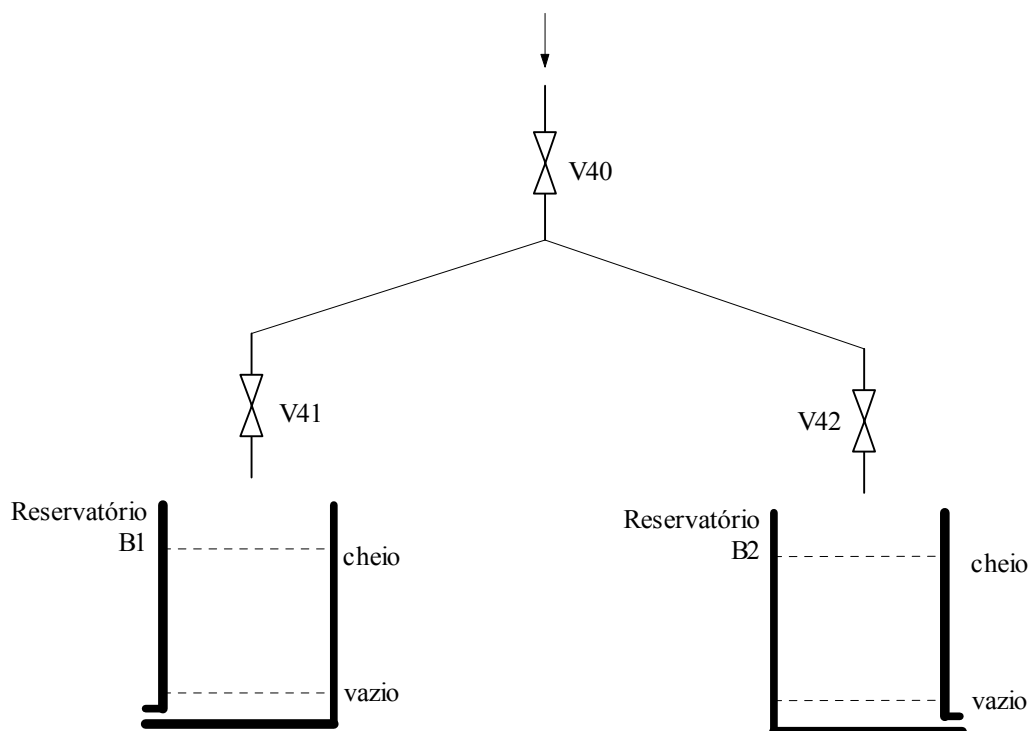 V40
V41
V42
Reservatório
B1
cheio
vazio
Reservatório
B2
cheio
vazio